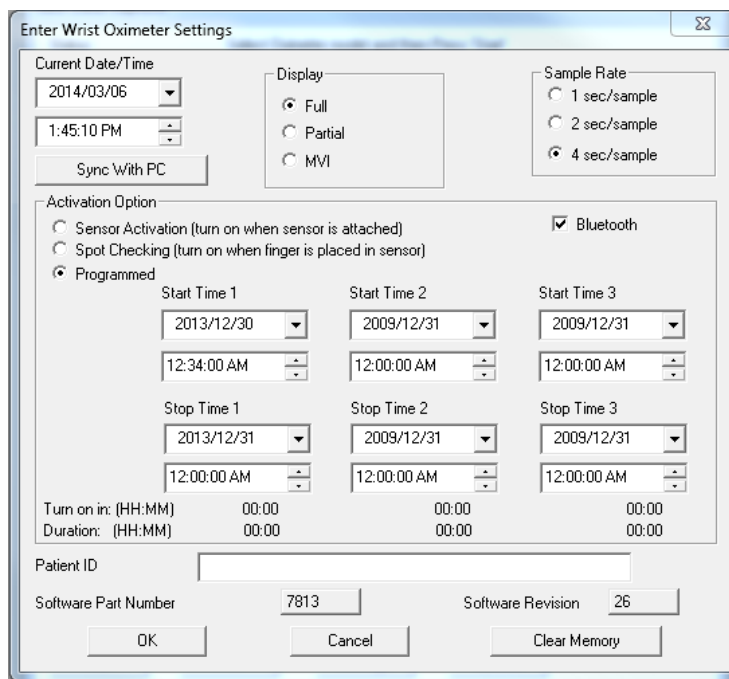 Enter Wrist Oximeter Settings
Current Date/Time
2014/03/06
1:45:10 PM
Sync With PC
Display
Full
Partial
MVI
Sample Rate
1 sec/sample
2 sec/sample
4 sec/sample
Activation Option
Sensor Activation (turn on when sensor is attached)
Bluetooth
Spot Checking (turn on when finger is placed in sensor)
Programmed
Start Time 1 Start Time 2 Start Time 3
2013/12/30 2009/12/31 2009/12/31
12:34:00 AM 12:00:00 AM 12:00:00 AM
Stop Time 1 Stop Time 2 Stop Time 3
2013/12/31 2009/12/31 2009/12/31
12:00:00 AM 12:00:00 AM 12:00:00 AM
Turn on in: (HH:MM) 00:00 00:00 00:00
Duration: (HH:MM) 00:00 00:00 00:00
Patient ID
Software Part Number 7813 Software Revision 26
OK Cancel Clear Memory